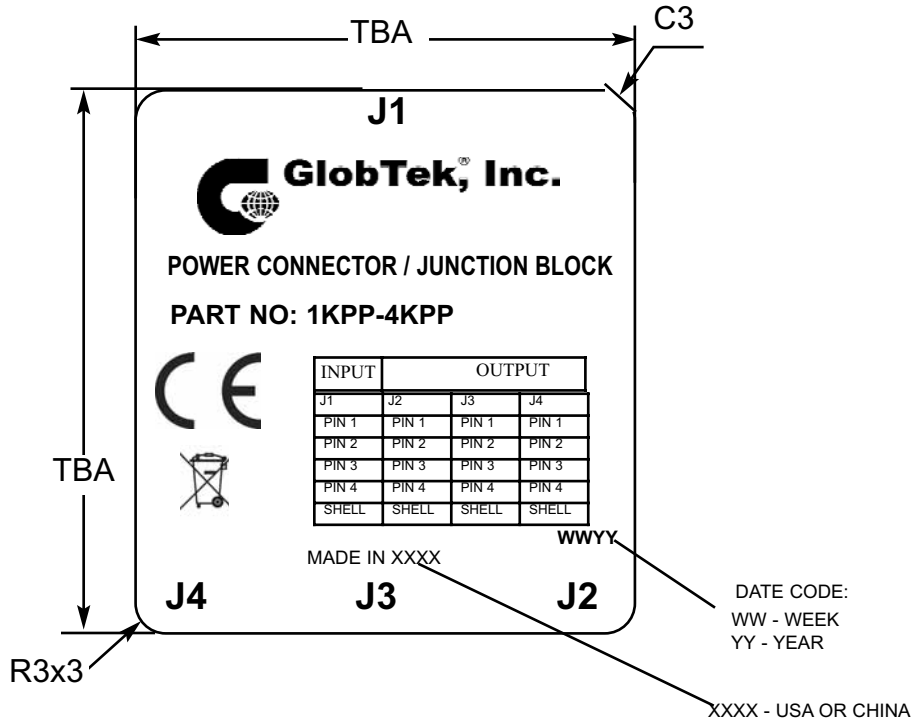 TBA
C3
J1
GlobTek,® Inc.
POWER CONNECTOR / JUNCTION BLOCK
PART NO: 1KPP-4KPP
CE
INPUT OUTPUT
J1 J2 J3 J4
PIN 1 PIN 1 PIN 1 PIN 1
PIN 2 PIN 2 PIN 2 PIN 2
PIN 3 PIN 3 PIN 3 PIN 3
PIN 4 PIN 4 PIN 4 PIN 4
SHELL SHELL SHELL SHELL
TBA
WWYY
MADE IN XXXX
J4 J3 J2
DATE CODE:
WW - WEEK
YY - YEAR
R3x3
XXXX - USA OR CHINA